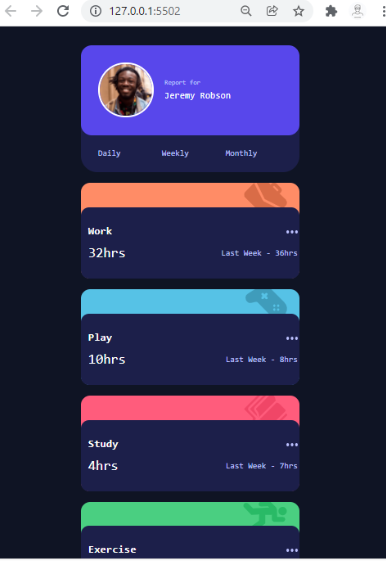 127.0.0.1:5502
Report for
Jeremy Robson
Daily Weekly Monthly
Work
32hrs Last Week - 36hrs
Play
10hrs Last Week - 8hrs
Study
4hrs Last Week - 7hrs
Exercise